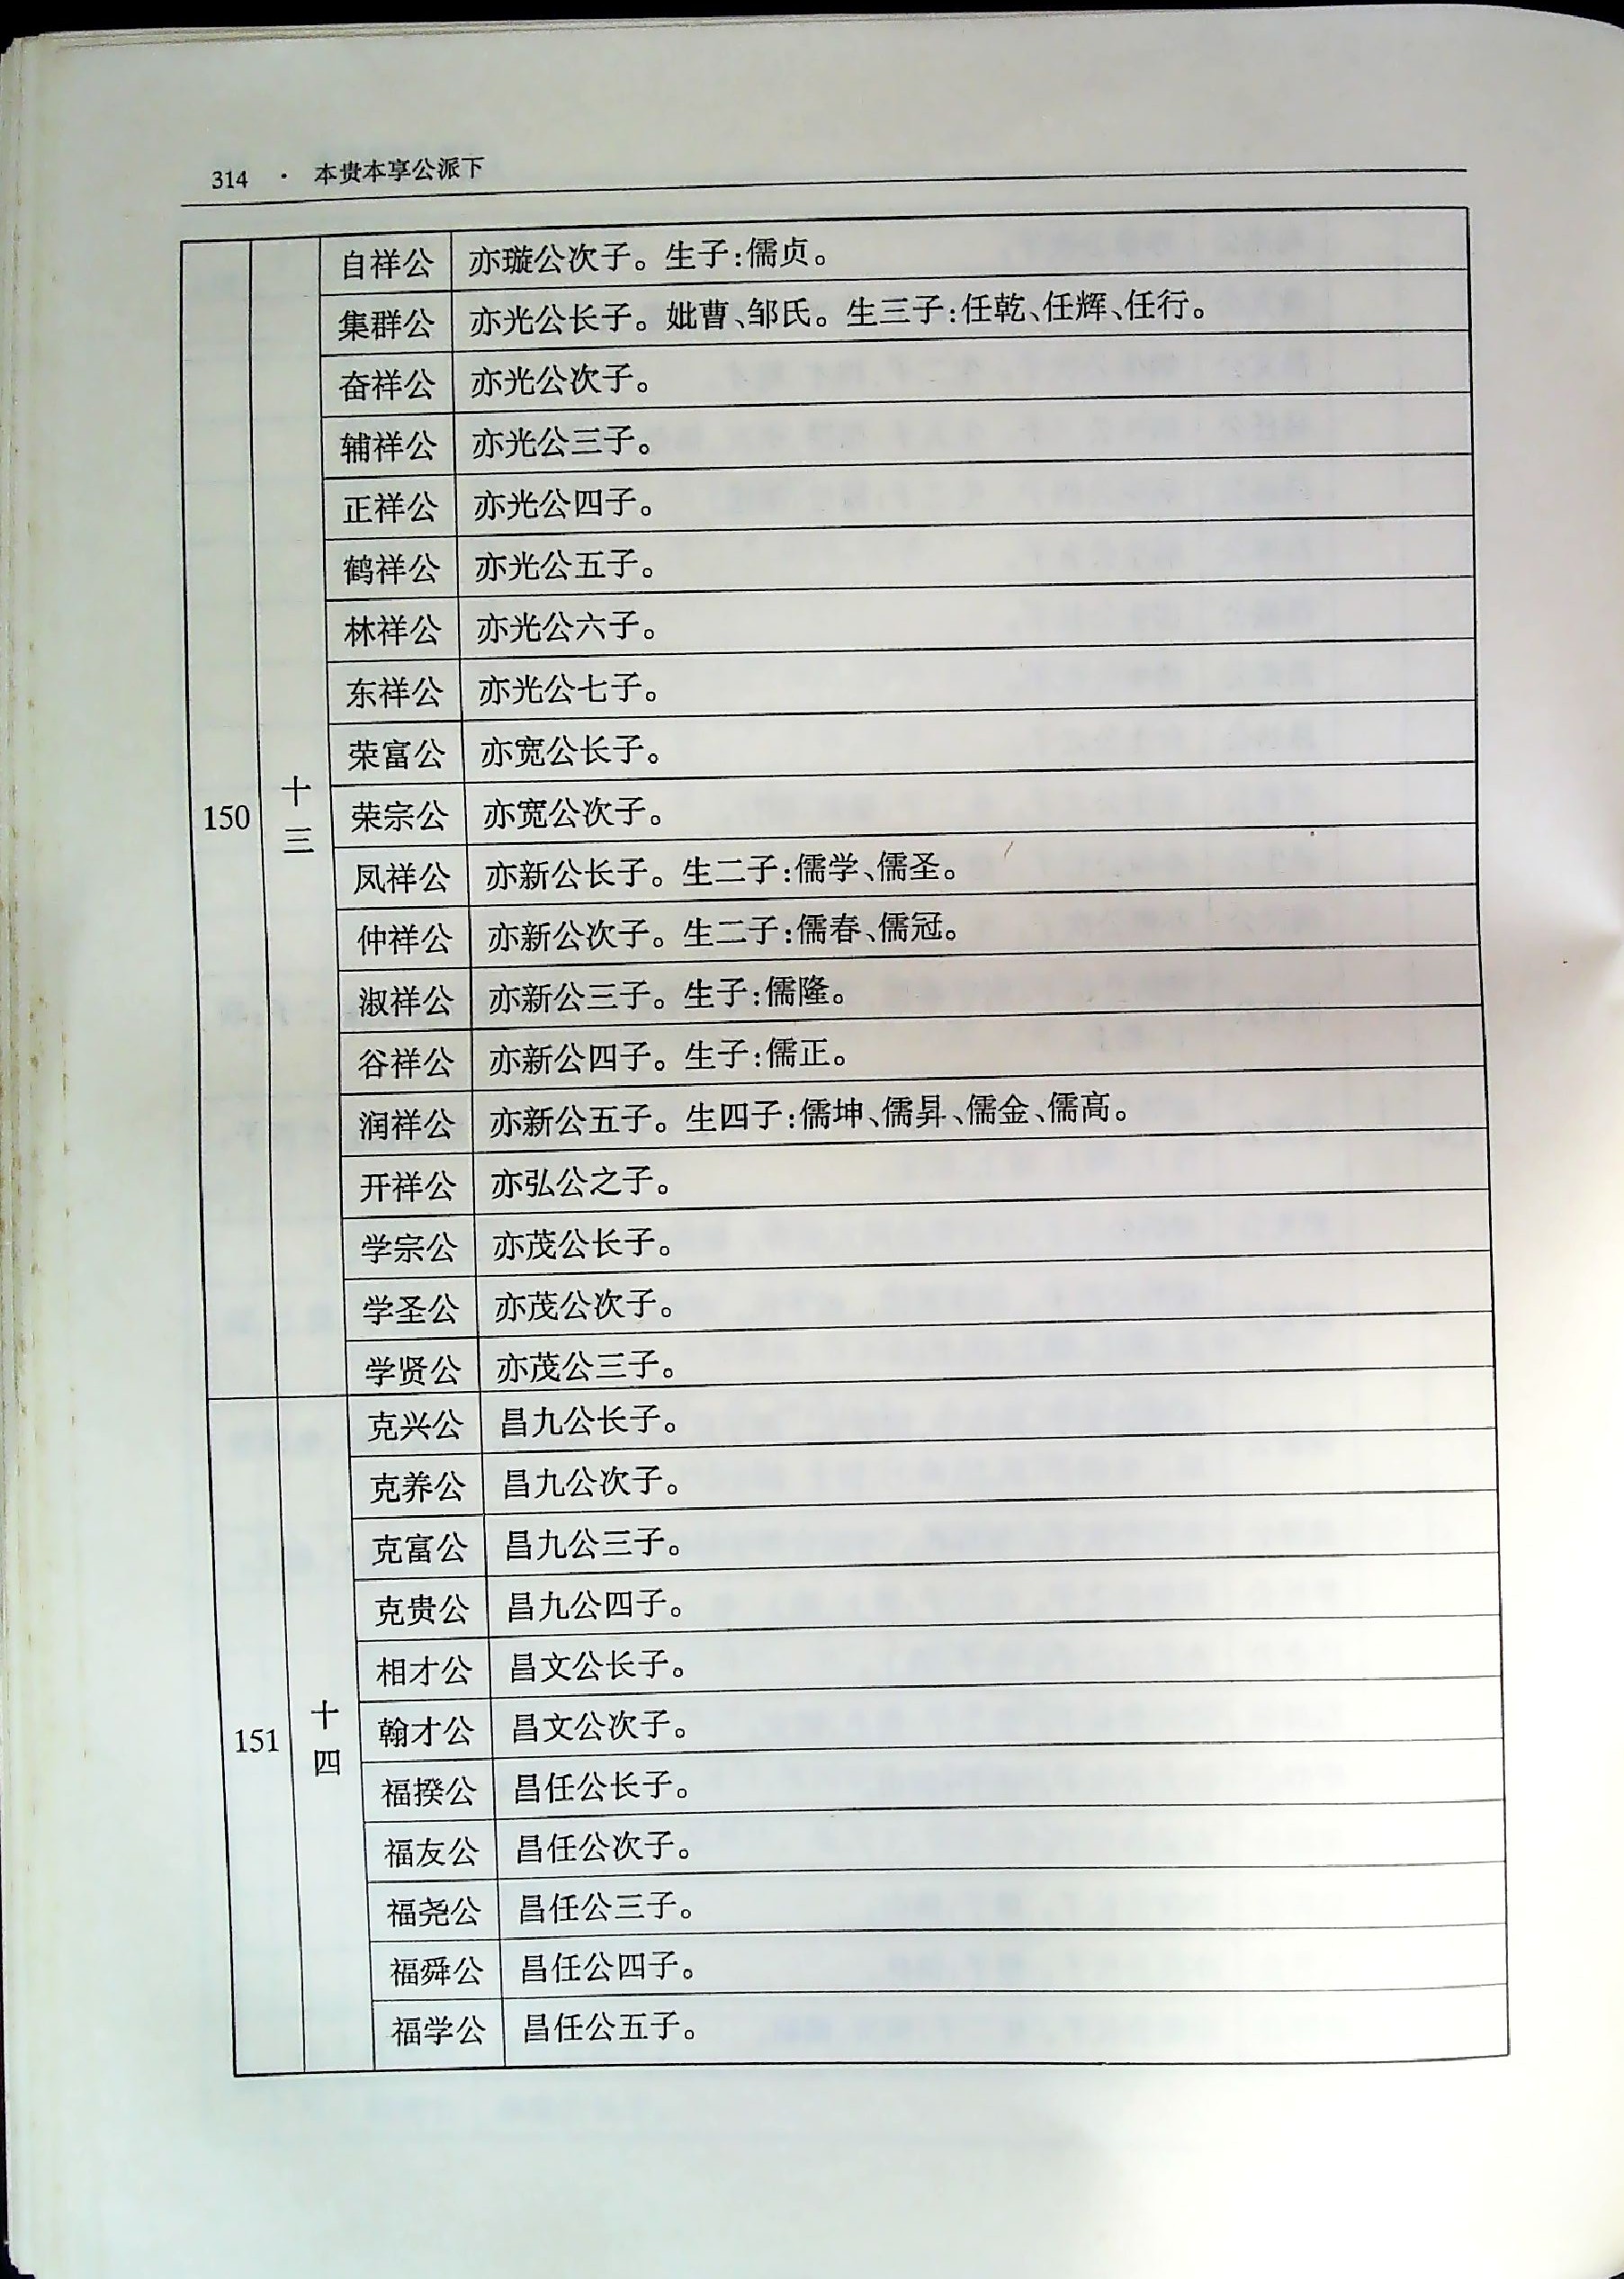 314 · 本贵本享公派下
150 十三
自祥公 亦璇公次子。生子:儒贞。
集群公 亦光公长子。妣曹、邹氏。生三子:任乾、任辉、任行。
奋祥公 亦光公次子。
辅祥公 亦光公三子。
正祥公 亦光公四子。
鹤祥公 亦光公五子。
林祥公 亦光公六子。
东祥公 亦光公七子。
荣富公 亦宽公长子。
荣宗公 亦宽公次子。
凤祥公 亦新公长子。生二子:儒学、儒圣。
仲祥公 亦新公次子。生二子:儒春、儒冠。
淑祥公 亦新公三子。生子:儒隆。
谷祥公 亦新公四子。生子:儒正。
润祥公 亦新公五子。生四子:儒坤、儒昇、儒金、儒高。
开祥公 亦弘公之子。
学宗公 亦茂公长子。
学圣公 亦茂公次子。
学贤公 亦茂公三子。
151 十四
克兴公 昌九公长子。
克养公 昌九公次子。
克富公 昌九公三子。
克贵公 昌九公四子。
相才公 昌文公长子。
翰才公 昌文公次子。
福揆公 昌任公长子。
福友公 昌任公次子。
福尧公 昌任公三子。
福舜公 昌任公四子。
福学公 昌任公五子。